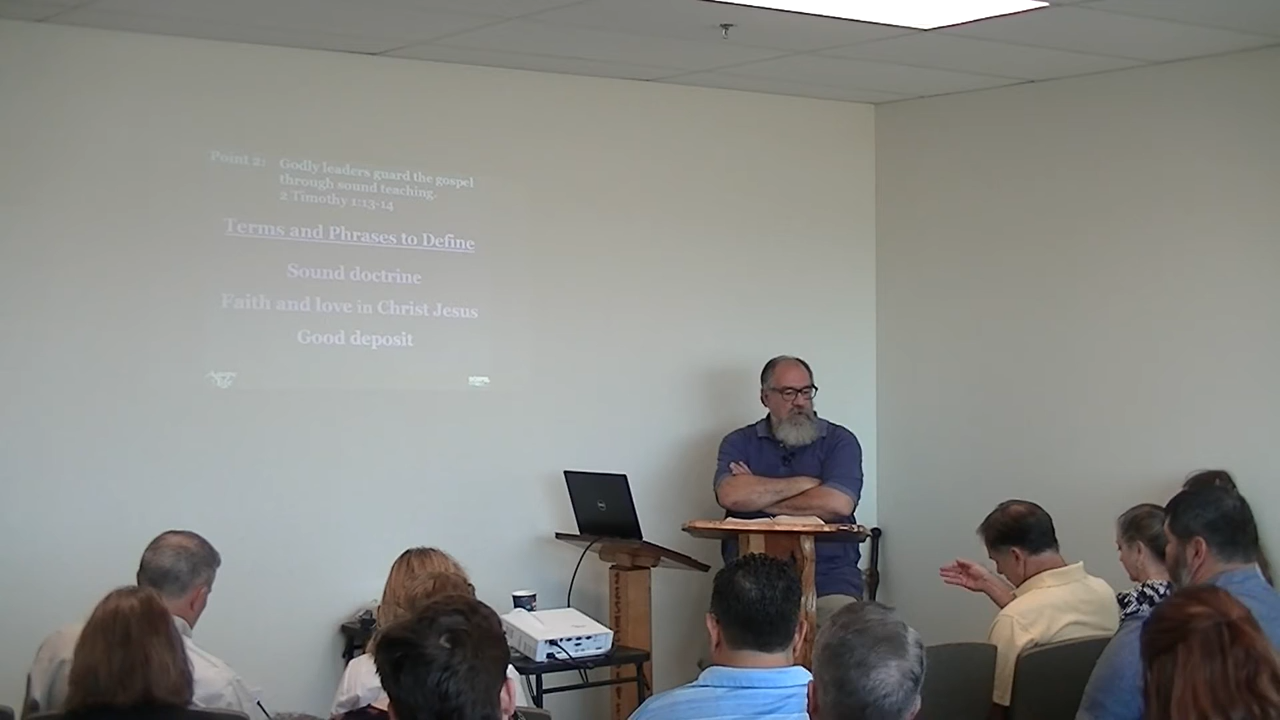 Point 2: Godly leaders guard the gospel
through sound teaching.
2 Timothy 1:13-14
Terms and Phrases to Define
Sound doctrine
Faith and love in Christ Jesus
Good deposit